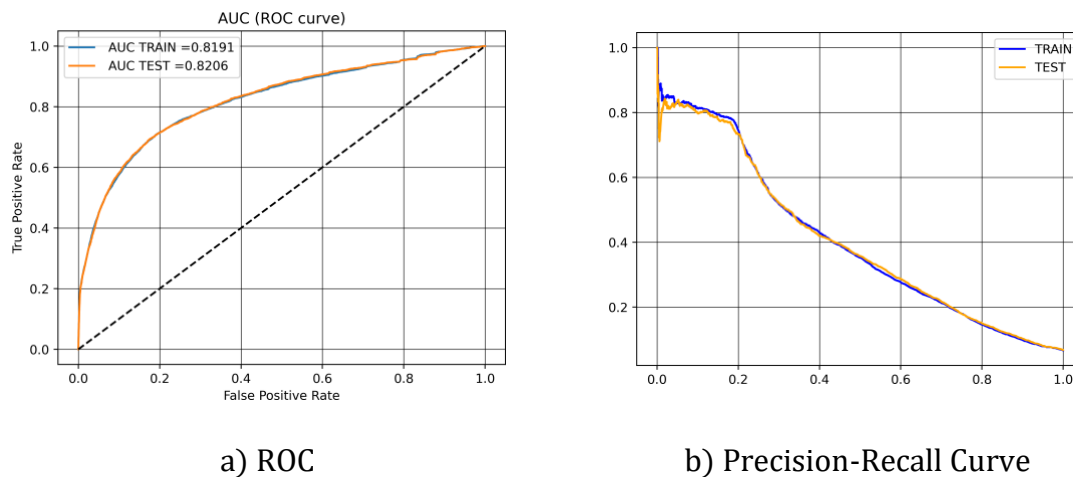 AUC (ROC curve)
AUC TRAIN =0.8191
AUC TEST =0.8206
True Positive Rate
1.0
0.8
0.6
0.4
0.2
0.0
0.0 0.2 0.4 0.6 0.8 1.0
False Positive Rate
TRAIN
TEST
1.0
0.8
0.6
0.4
0.2
0.0 0.2 0.4 0.6 0.8 1.0
a) ROC
b) Precision-Recall Curve